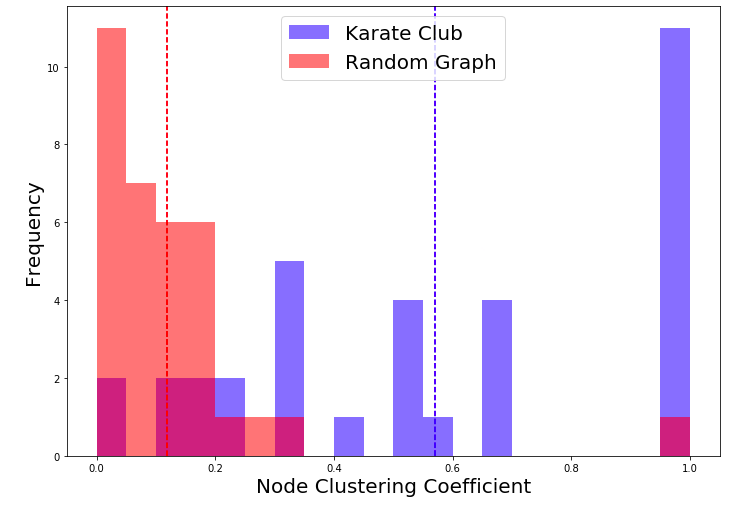 Karate Club
Random Graph
10
8
6
4
2
0
Frequency
0.0 0.2 0.4 0.6 0.8 1.0
Node Clustering Coefficient